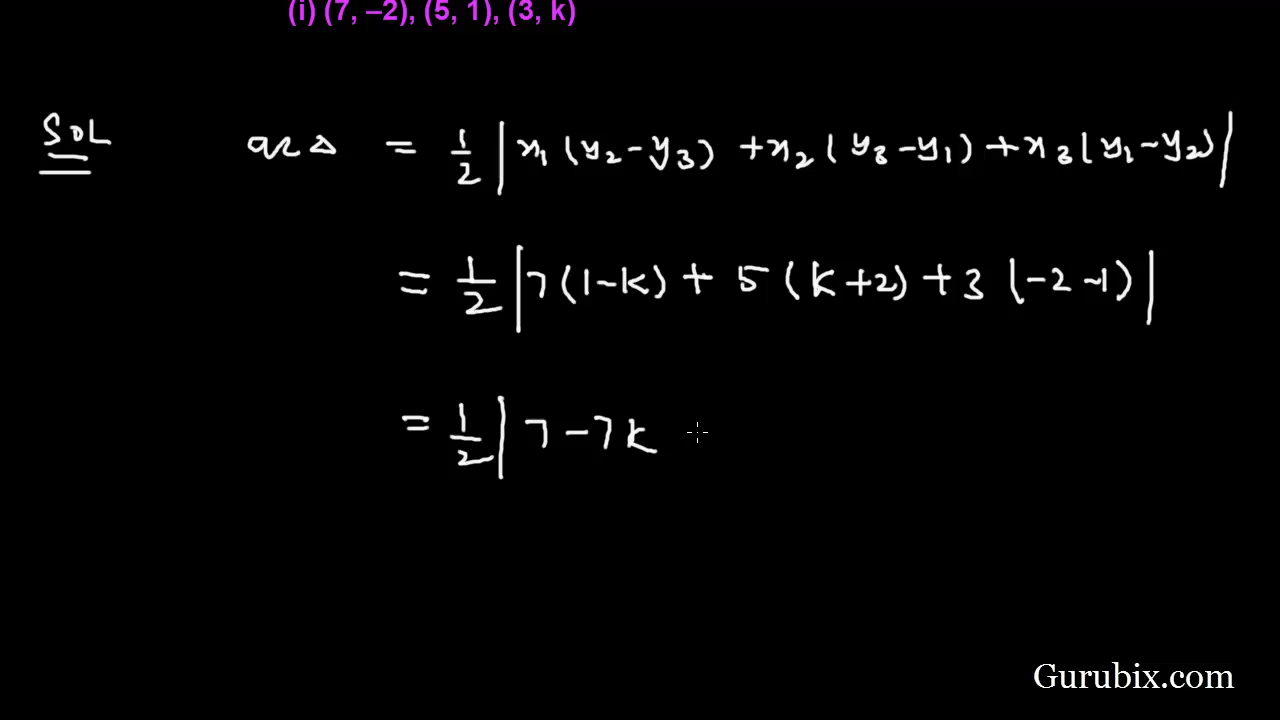 (i) (7, –2), (5, 1), (3, k)
SOL ar Δ = 1/2 | x₁ (y₂ - y₃) + x₂ (y₃ - y₁) + x₃ (y₁ - y₂) |
= 1/2 | 7 (1 - k) + 5 (k + 2) + 3 (-2 -1) |
= 1/2 | 7 - 7k
Gurubix.com